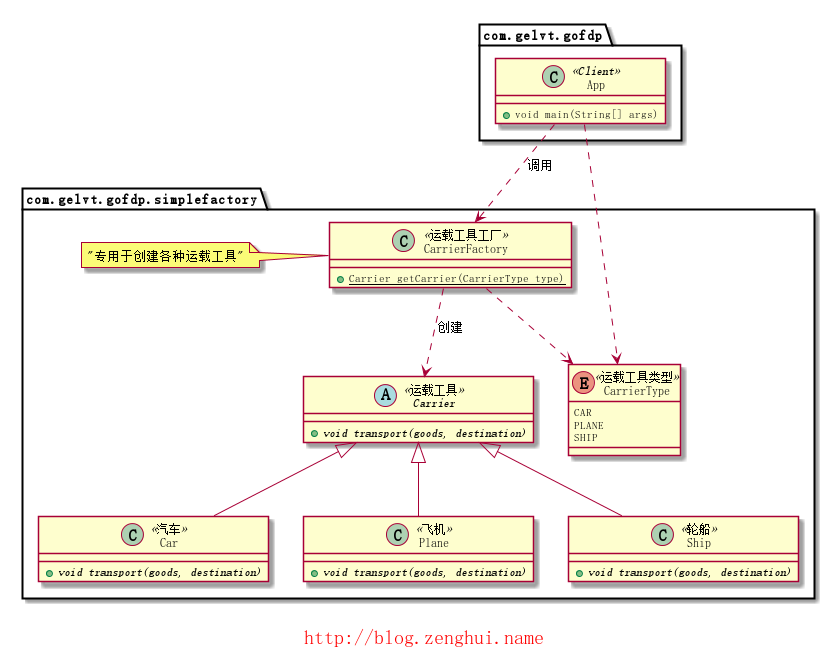 com.gelvt.gofdp
C
«Client»
App
void main(String[] args)
调用
com.gelvt.gofdp.simplefactory
C
«运载工具工厂»
CarrierFactory
Carrier getCarrier(CarrierType type)
"专用于创建各种运载工具"
创建
A
«运载工具»
Carrier
void transport(goods, destination)
E
«运载工具类型»
CarrierType
CAR
PLANE
SHIP
C
«汽车»
Car
void transport(goods, destination)
C
«飞机»
Plane
void transport(goods, destination)
C
«轮船»
Ship
void transport(goods, destination)
http://blog.zenghui.name